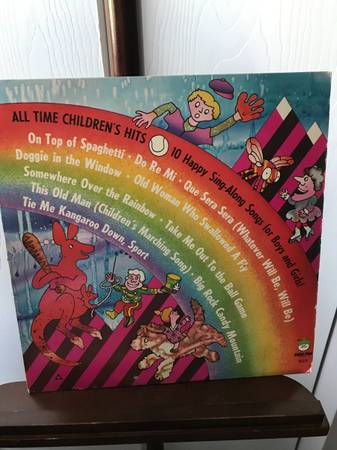 ALL TIME CHILDREN'S HITS
10 Happy Sing-Along Songs for Boys and Girls!
On Top of Spaghetti • Do Re Mi • Que Sera Sera (Whatever Will Be, Will Be)
Doggie in the Window • Old Woman Who Swallowed A Fly
Somewhere Over the Rainbow • Take Me Out To the Ball Game
This Old Man (Children's Marching Song) • Big Rock Candy Mountain
Tie Me Kangaroo Down, Sport